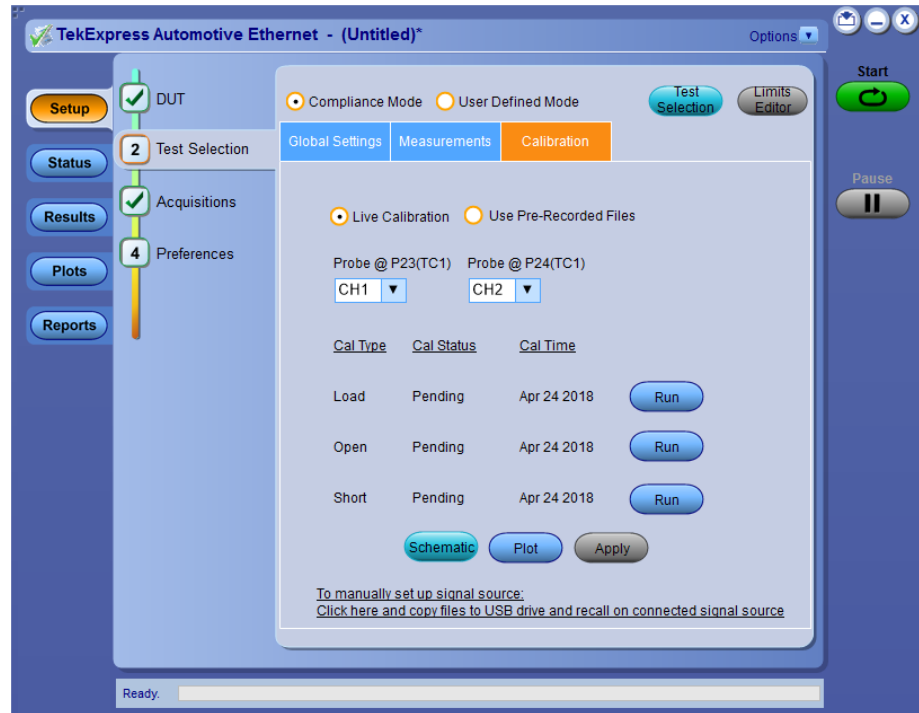 TekExpress Automotive Ethernet - (Untitled)*
Options
Start
Pause
Setup
Status
Results
Plots
Reports
DUT
2 Test Selection
Acquisitions
4 Preferences
Compliance Mode User Defined Mode
Test Selection
Limits Editor
Global Settings Measurements Calibration
Live Calibration Use Pre-Recorded Files
Probe @ P23(TC1) Probe @ P24(TC1)
CH1 CH2
Cal Type Cal Status Cal Time
Load Pending Apr 24 2018 Run
Open Pending Apr 24 2018 Run
Short Pending Apr 24 2018 Run
Schematic Plot Apply
To manually set up signal source:
Click here and copy files to USB drive and recall on connected signal source
Ready.